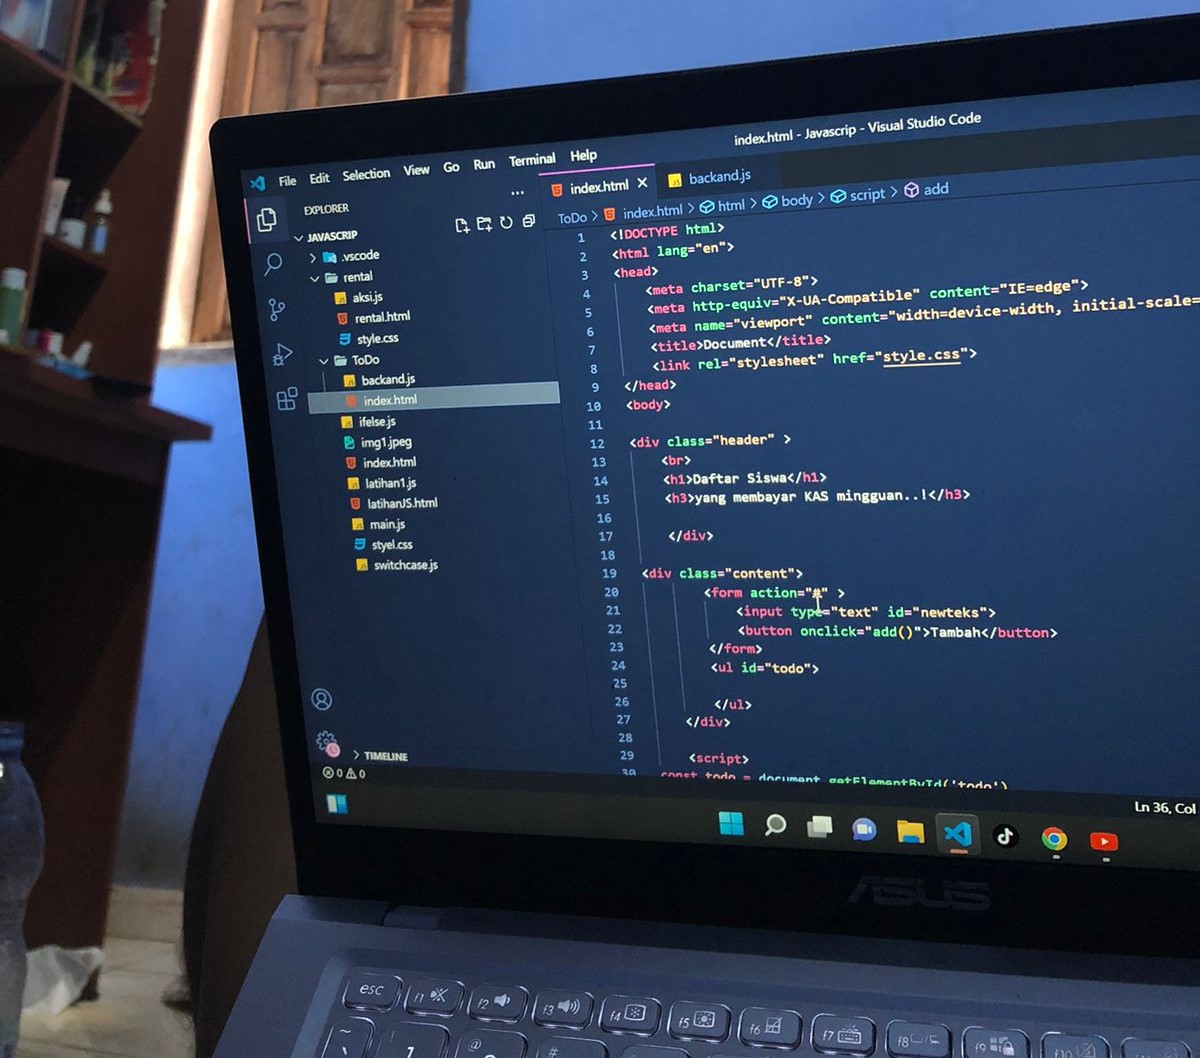 index.html - Javascrip - Visual Studio Code
File Edit Selection View Go Run Terminal Help
EXPLORER
JAVASCRIP
.vscode
rental
aksi.js
rental.html
style.css
ToDo
backand.js
index.html
ifelse.js
img1.jpeg
index.html
latihan1.js
latihanJS.html
main.js
styel.css
switchcase.js
TIMELINE
0 0
index.html backand.js
ToDo > index.html > html > body > script > add
1 <!DOCTYPE html>
2 <html lang="en">
3 <head>
4 <meta charset="UTF-8">
5 <meta http-equiv="X-UA-Compatible" content="IE=edge">
6 <meta name="viewport" content="width=device-width, initial-scale=
7 <title>Document</title>
8 <link rel="stylesheet" href="style.css">
9 </head>
10 <body>
11
12 <div class="header" >
13 <br>
14 <h1>Daftar Siswa</h1>
15 <h3>yang membayar KAS mingguan..!</h3>
16
17 </div>
18
19 <div class="content">
20 <form action="#" >
21 <input type="text" id="newteks">
22 <button onclick="add()">Tambah</button>
23 </form>
24 <ul id="todo">
25
26 </ul>
27 </div>
28
29 <script>
30 const todo = document.getElementById('todo')
Ln 36, Col
ASUS
esc f1 f2 f3 f4 f5 f6 f7 f8 f9 f10
~ ! @ #